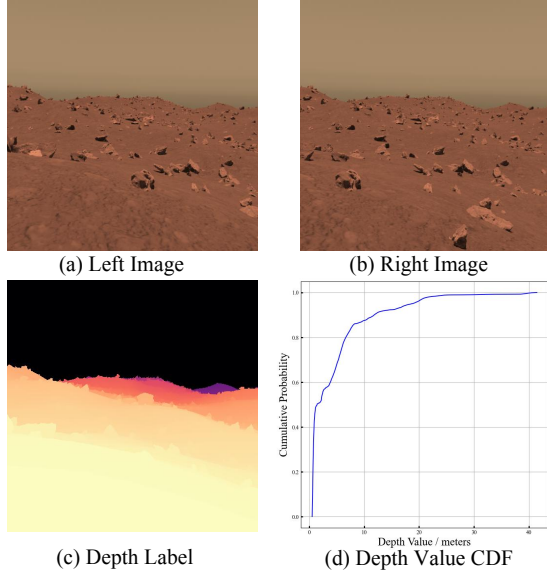 (a) Left Image
(b) Right Image
1.0
0.8
0.6
0.4
0.2
0.0
Cumulative Probability
0
10
20
30
40
Depth Value / meters
(c) Depth Label
(d) Depth Value CDF